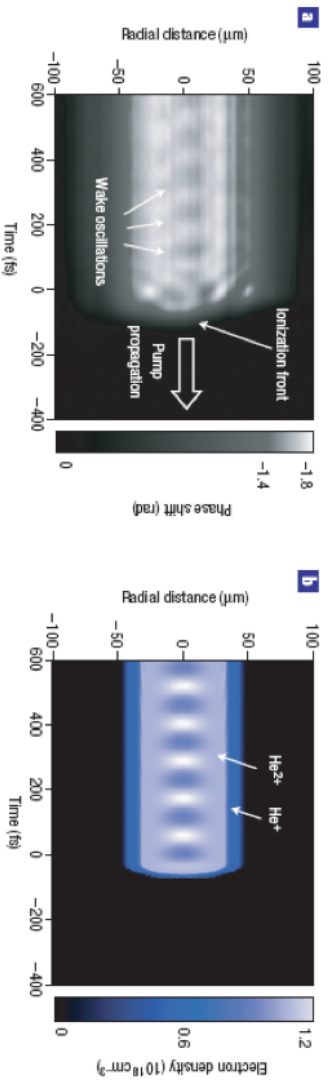 a
Radial distance (μm)
100
50
0
−50
−100
600
400
200
0
−200
−400
Time (fs)
Wake oscillations
Ionization front
Pump
propagation
−1.8
−1.4
0
Phase shift (rad)
b
Radial distance (μm)
100
50
0
−50
−100
600
400
200
0
−200
−400
Time (fs)
He²⁺
He⁺
1.2
0.6
0
Electron density (10¹⁸ cm⁻³)